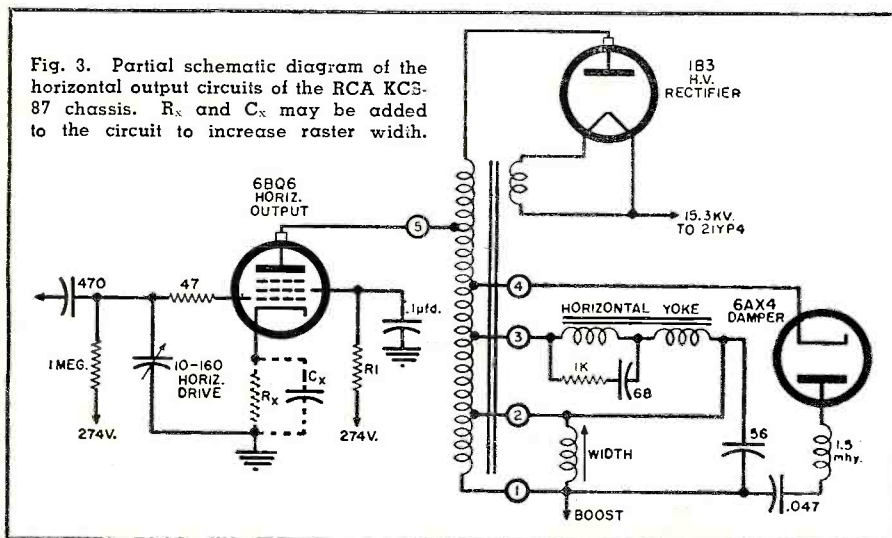 Fig. 3. Partial schematic diagram of the
horizontal output circuits of the RCA KCS-
87 chassis. Rx and Cx may be added
to the circuit to increase raster width.
1B3
H.V.
RECTIFIER
15.3KV.
TO 21YP4
6BQ6
HORIZ.
OUTPUT
5
470
47
.1µfd.
1 MEG.
10-160
HORIZ.
DRIVE
Rx
Cx
R1
274V.
274V.
4
HORIZONTAL YOKE
6AX4
DAMPER
3
1K
68
2
WIDTH
56
1.5
mhy.
1
.047
BOOST